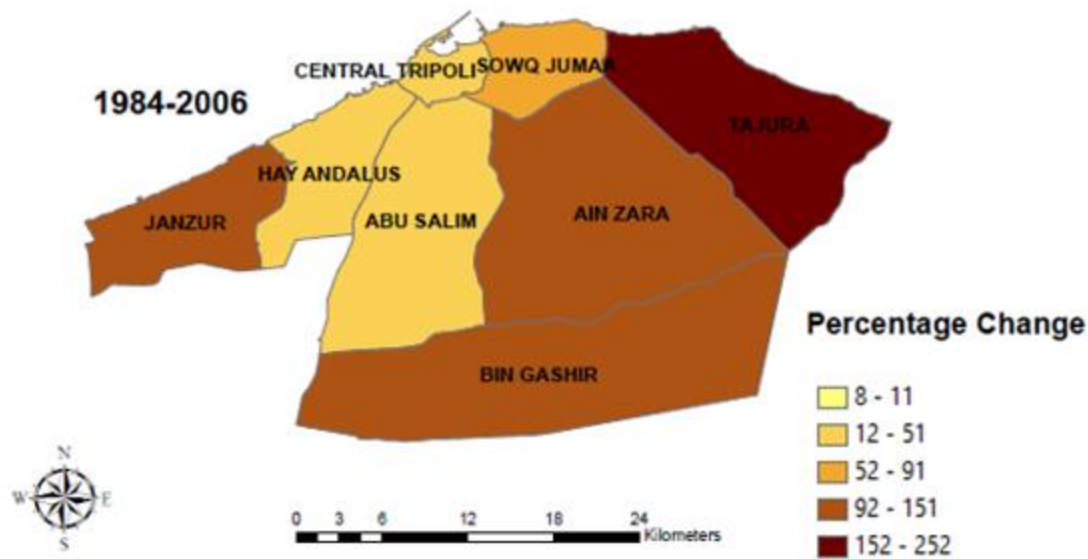 CENTRAL TRIPOLI
SOWQ JUMAA
1984-2006
TAJURA
HAY ANDALUS
JANZUR
ABU SALIM
AIN ZARA
BIN GASHIR
Percentage Change
8 - 11
12 - 51
52 - 91
92 - 151
152 - 252
N
W E
S
0 3 6 12 18 24
Kilometers